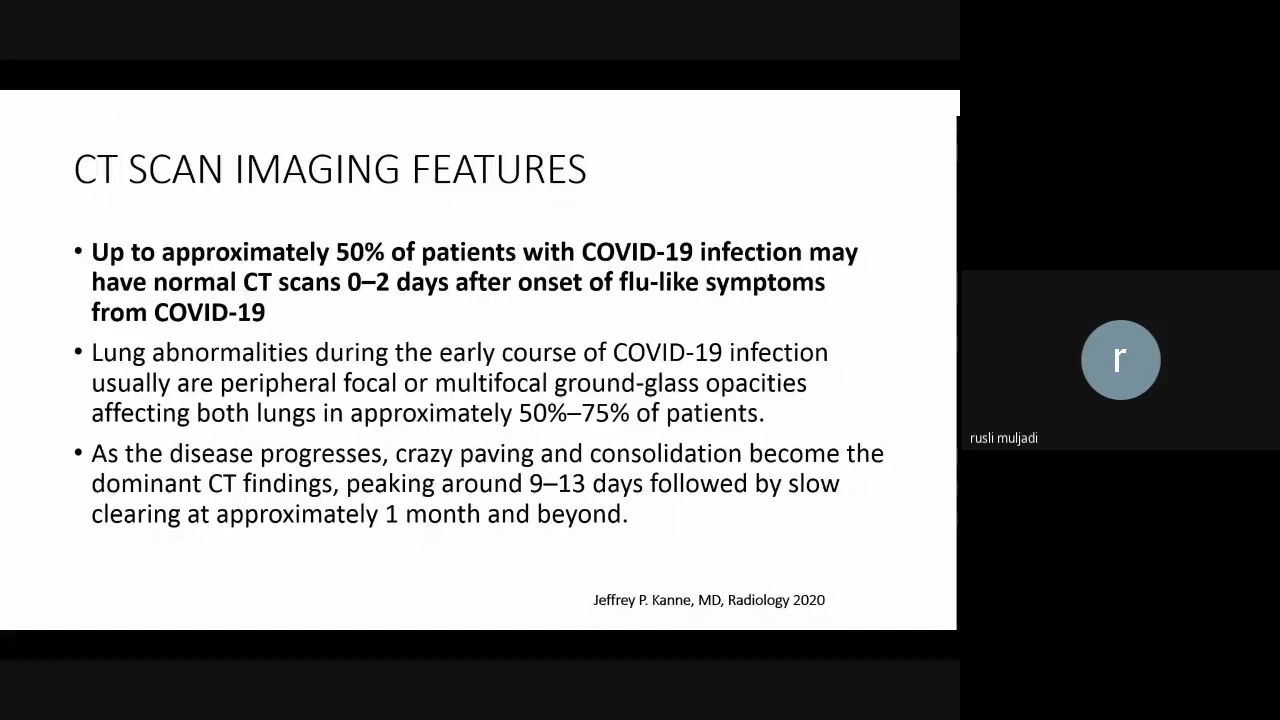 CT SCAN IMAGING FEATURES
• Up to approximately 50% of patients with COVID-19 infection may
have normal CT scans 0–2 days after onset of flu-like symptoms
from COVID-19
• Lung abnormalities during the early course of COVID-19 infection
usually are peripheral focal or multifocal ground-glass opacities
affecting both lungs in approximately 50%–75% of patients.
• As the disease progresses, crazy paving and consolidation become the
dominant CT findings, peaking around 9–13 days followed by slow
clearing at approximately 1 month and beyond.
Jeffrey P. Kanne, MD, Radiology 2020
r
rusli muljadi